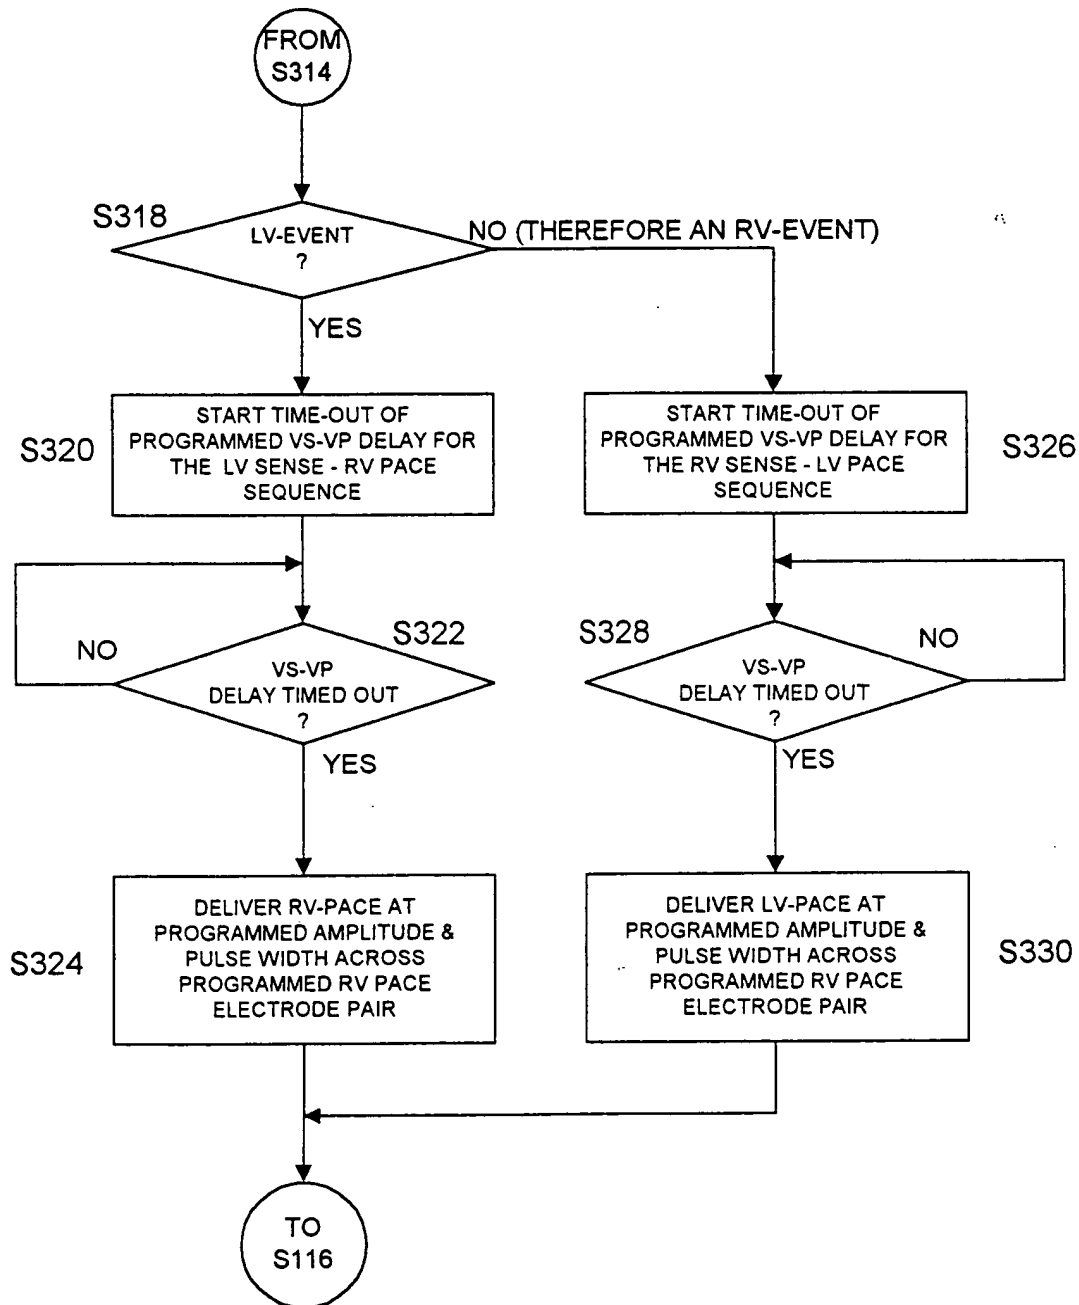 FROM
S314
S318
LV-EVENT
?
NO (THEREFORE AN RV-EVENT)
YES
S320
START TIME-OUT OF
PROGRAMMED VS-VP DELAY FOR
THE LV SENSE - RV PACE
SEQUENCE
START TIME-OUT OF
PROGRAMMED VS-VP DELAY FOR
THE RV SENSE - LV PACE
SEQUENCE
S326
NO
S322
VS-VP
DELAY TIMED OUT
?
YES
S328
VS-VP
DELAY TIMED OUT
?
NO
YES
S324
DELIVER RV-PACE AT
PROGRAMMED AMPLITUDE &
PULSE WIDTH ACROSS
PROGRAMMED RV PACE
ELECTRODE PAIR
DELIVER LV-PACE AT
PROGRAMMED AMPLITUDE &
PULSE WIDTH ACROSS
PROGRAMMED RV PACE
ELECTRODE PAIR
S330
TO
S116